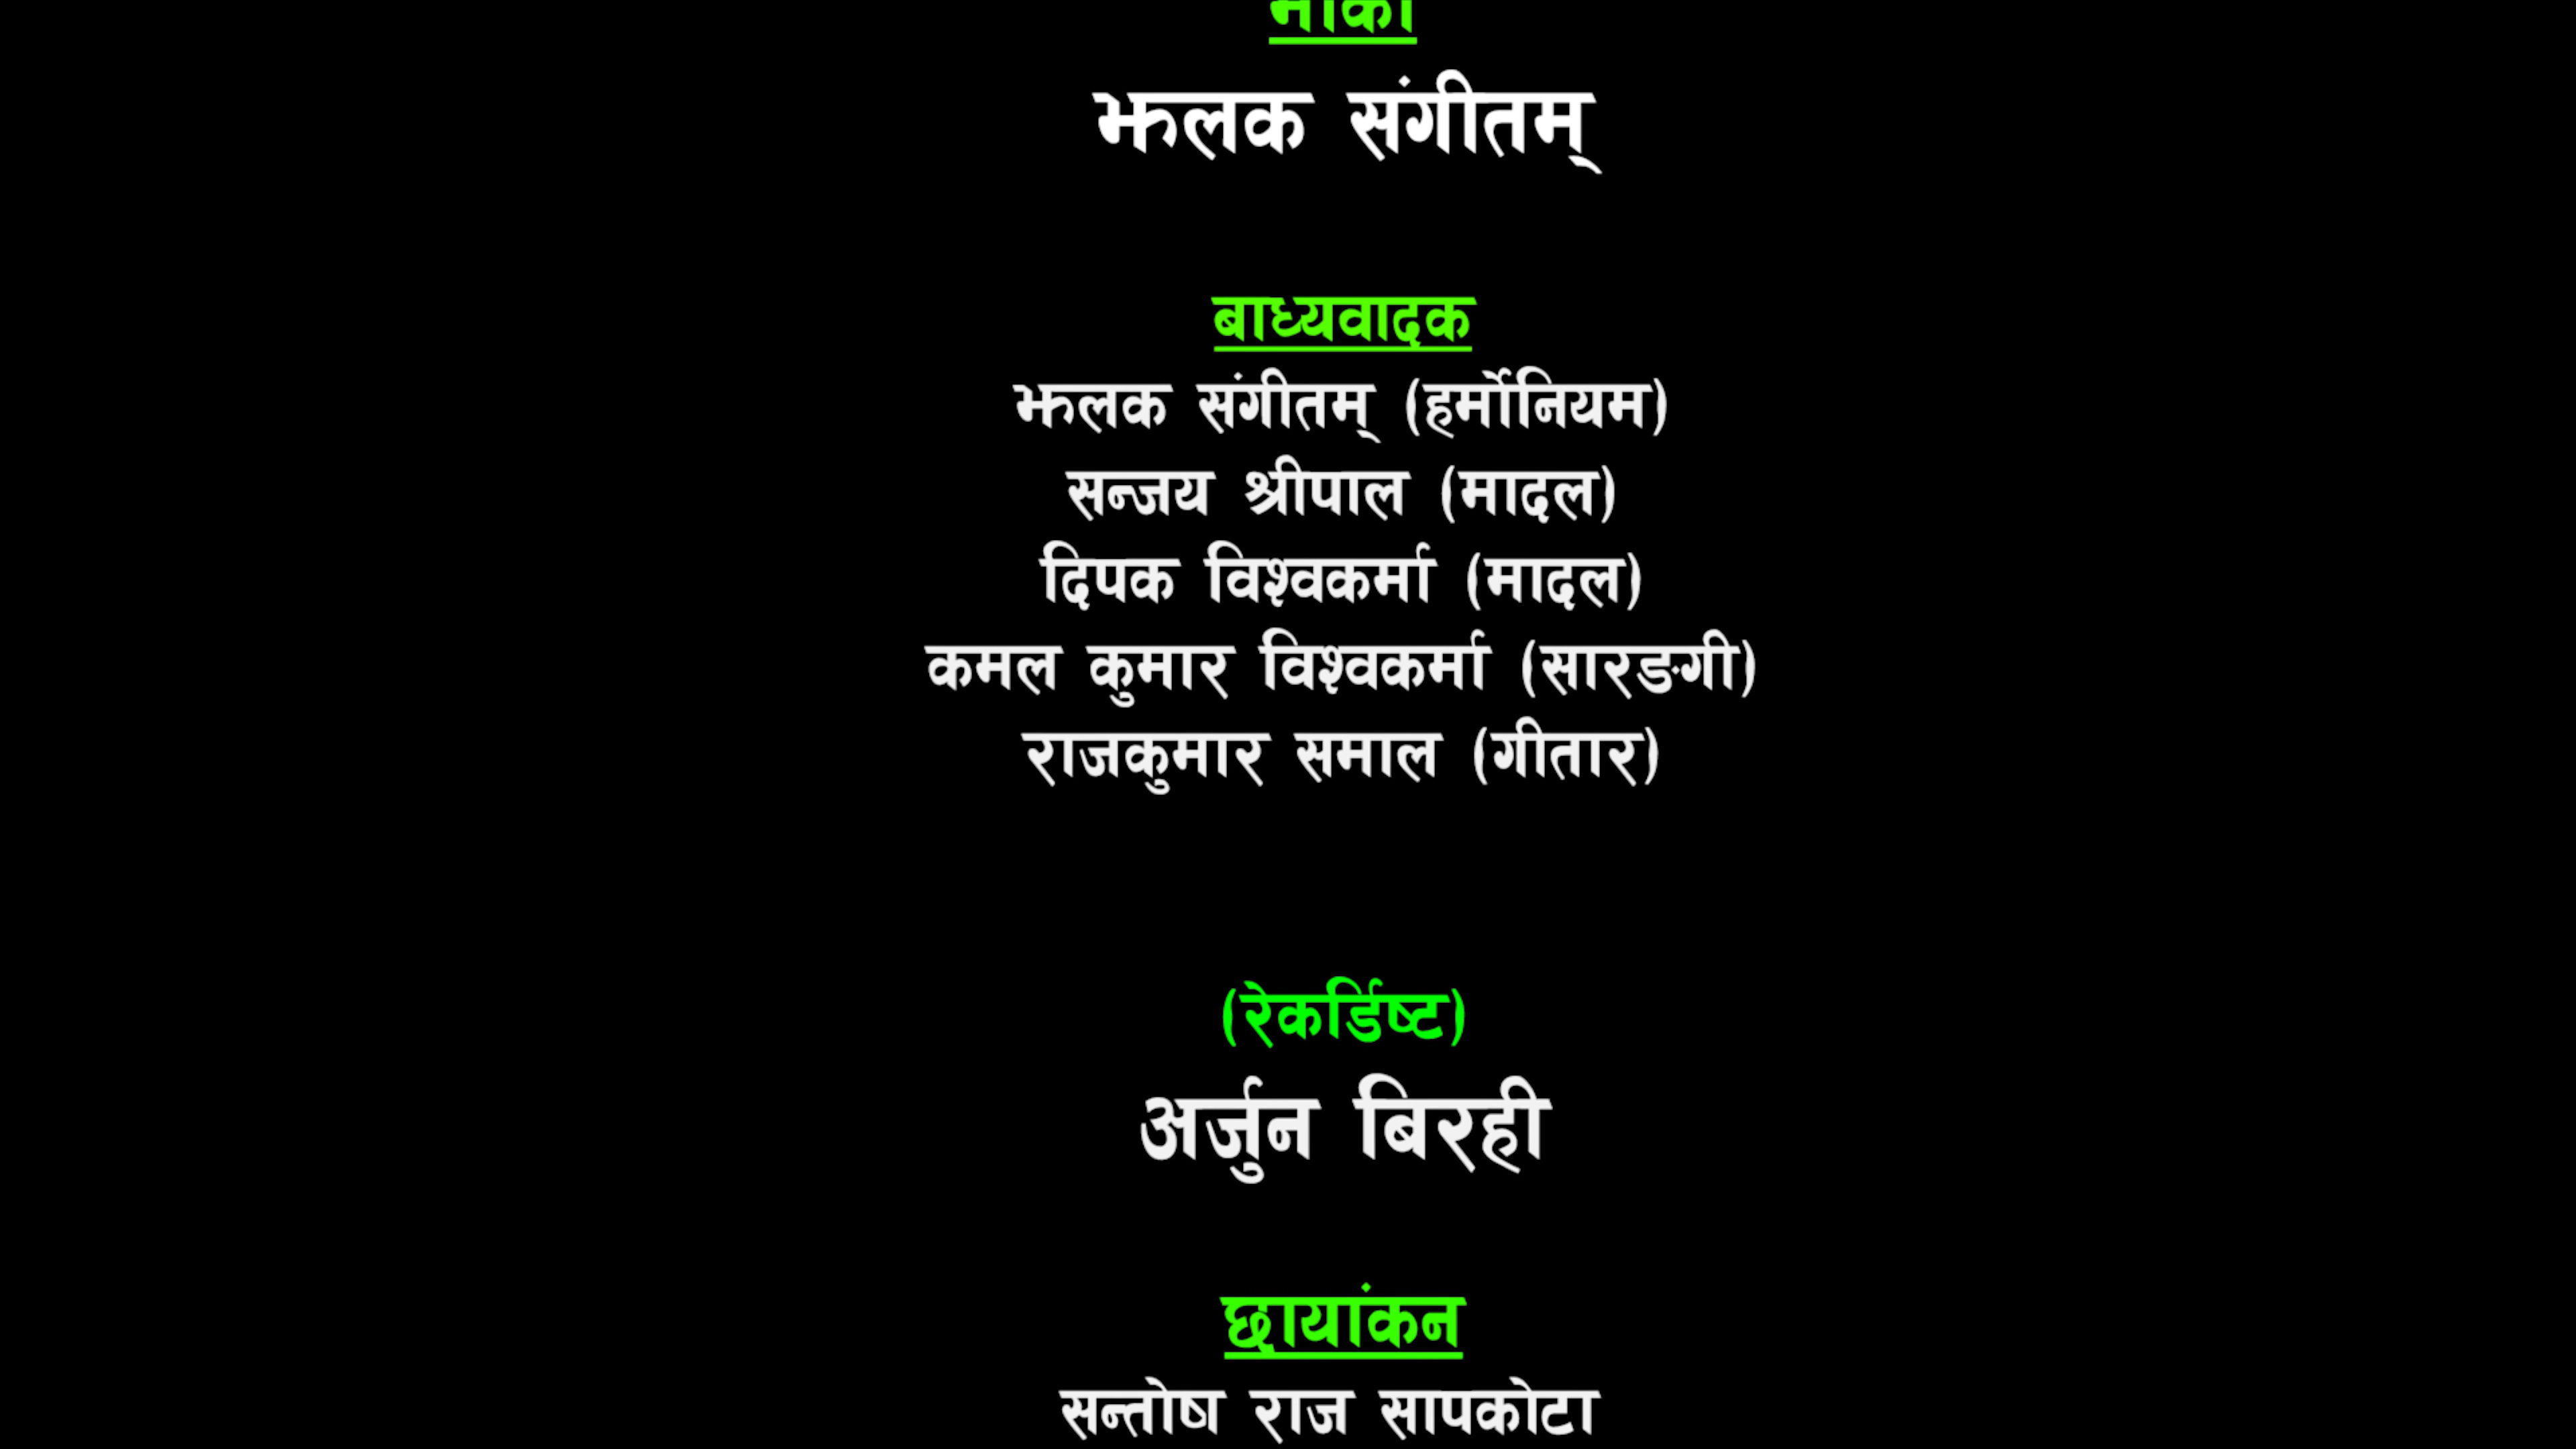 झलक संगीतम्
बाध्यवादक
झलक संगीतम् (हर्मोनियम)
सन्जय श्रीपाल (मादल)
दिपक विश्वकर्मा (मादल)
कमल कुमार विश्वकर्मा (सारङगी)
राजकुमार समाल (गीतार)
(रेकर्डिष्ट)
अर्जुन बिरही
छायांकन
सन्तोष राज सापकोटा